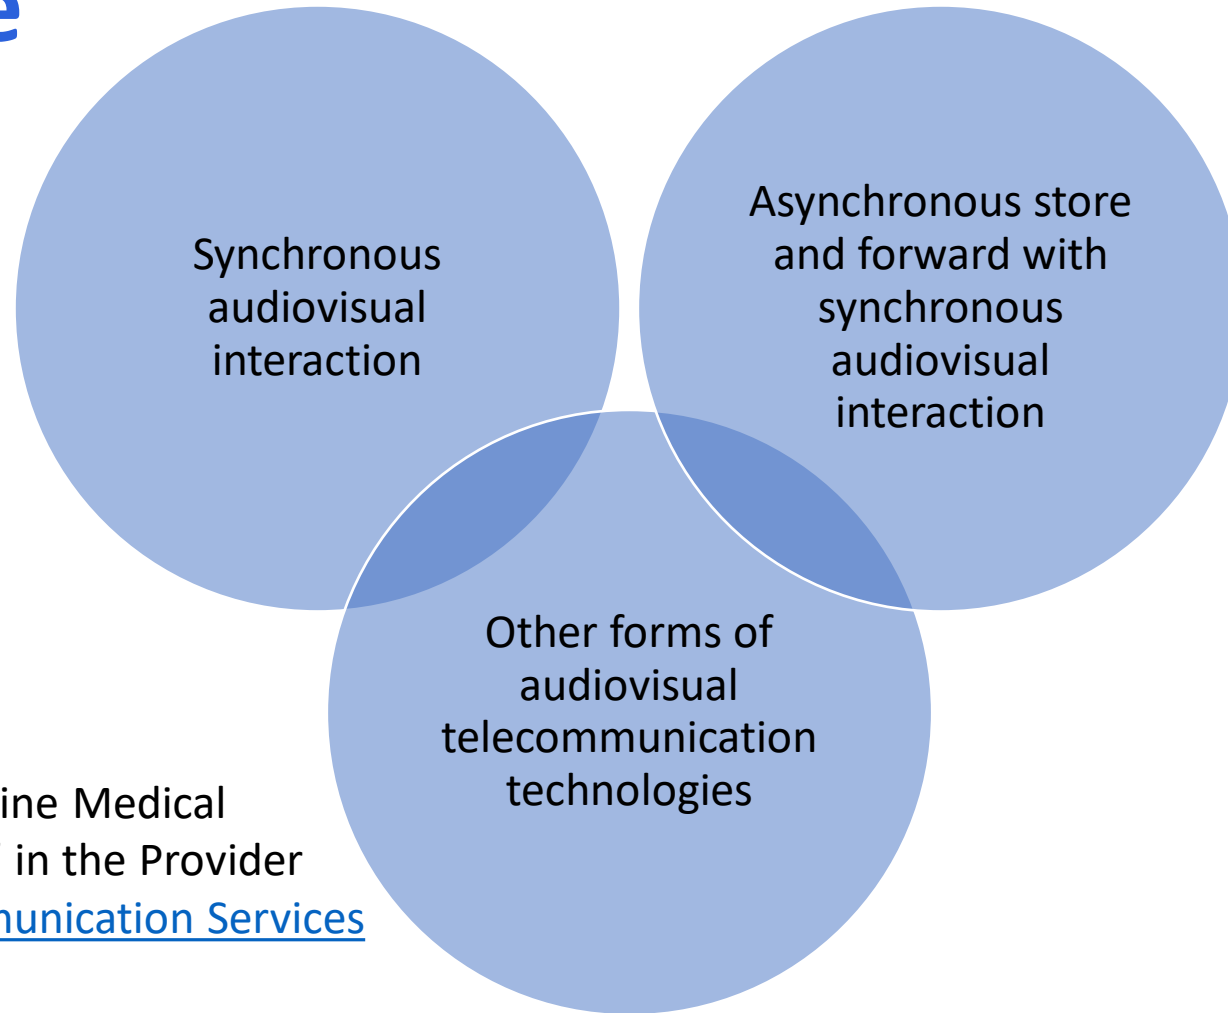 e
Synchronous
audiovisual
interaction
Asynchronous store
and forward with
synchronous
audiovisual
interaction
Other forms of
audiovisual
telecommunication
technologies
ine Medical
in the Provider
munication Services